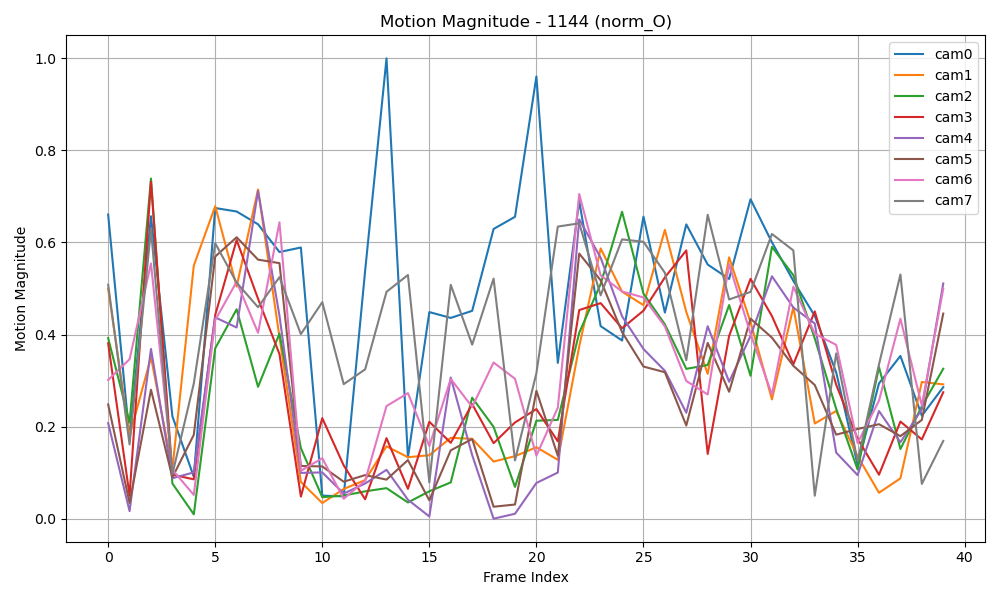 Motion Magnitude - 1144 (norm_O)
Motion Magnitude
1.0
0.8
0.6
0.4
0.2
0.0
0 5 10 15 20 25 30 35 40
Frame Index
cam0
cam1
cam2
cam3
cam4
cam5
cam6
cam7